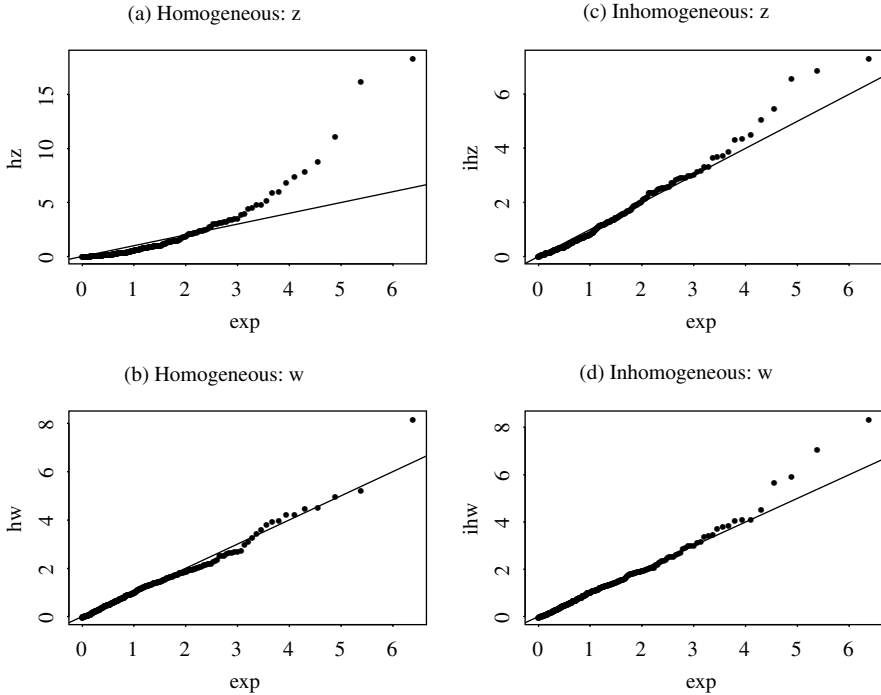 (a) Homogeneous: z
hz
0 5 10 15
0 1 2 3 4 5 6
exp
(c) Inhomogeneous: z
ihz
0 2 4 6
0 1 2 3 4 5 6
exp
(b) Homogeneous: w
hw
0 2 4 6 8
0 1 2 3 4 5 6
exp
(d) Inhomogeneous: w
ihw
0 2 4 6 8
0 1 2 3 4 5 6
exp